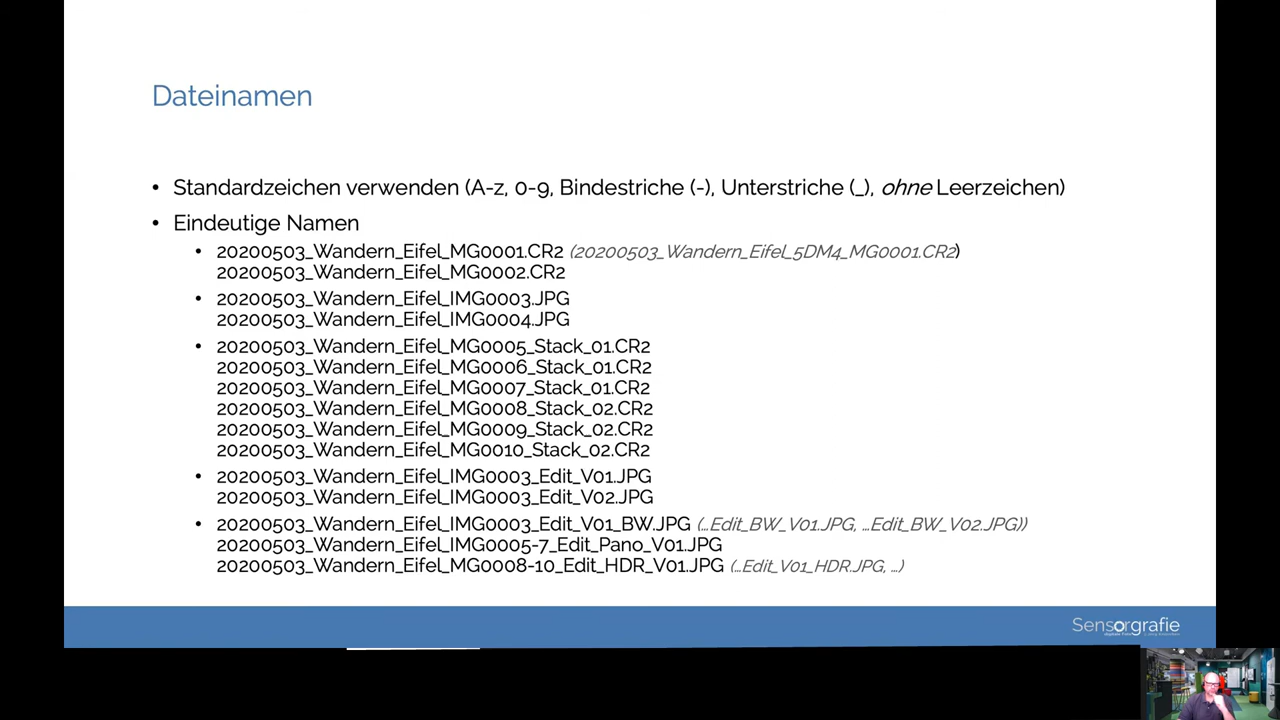 Dateinamen
• Standardzeichen verwenden (A-z, 0-9, Bindestriche (-), Unterstriche (_), ohne Leerzeichen)
• Eindeutige Namen
• 20200503_Wandern_Eifel_MG0001.CR2 (20200503_Wandern_Eifel_5DM4_MG0001.CR2)
20200503_Wandern_Eifel_MG0002.CR2
• 20200503_Wandern_Eifel_IMG0003.JPG
20200503_Wandern_Eifel_IMG0004.JPG
• 20200503_Wandern_Eifel_MG0005_Stack_01.CR2
20200503_Wandern_Eifel_MG0006_Stack_01.CR2
20200503_Wandern_Eifel_MG0007_Stack_01.CR2
20200503_Wandern_Eifel_MG0008_Stack_02.CR2
20200503_Wandern_Eifel_MG0009_Stack_02.CR2
20200503_Wandern_Eifel_MG0010_Stack_02.CR2
• 20200503_Wandern_Eifel_IMG0003_Edit_V01.JPG
20200503_Wandern_Eifel_IMG0003_Edit_V02.JPG
• 20200503_Wandern_Eifel_IMG0003_Edit_V01_BW.JPG (…Edit_BW_V01.JPG, …Edit_BW_V02.JPG))
20200503_Wandern_Eifel_IMG0005-7_Edit_Pano_V01.JPG
20200503_Wandern_Eifel_MG0008-10_Edit_HDR_V01.JPG (…Edit_V01_HDR.JPG, …)
Sensorgrafie